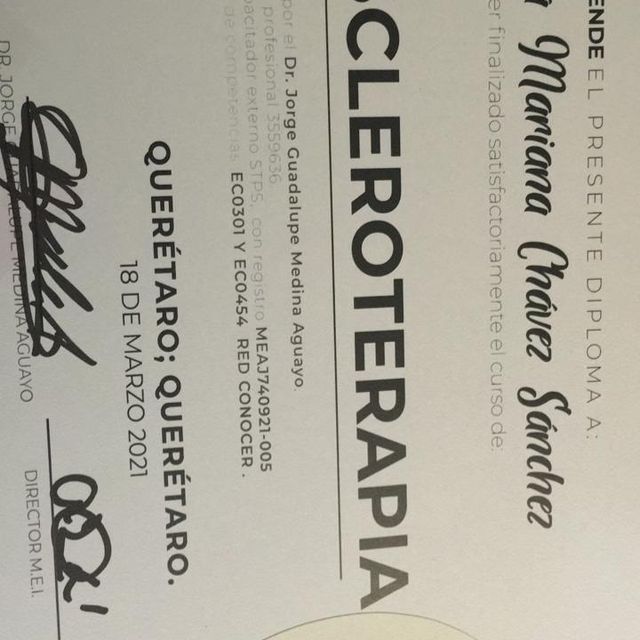 ENDE EL PRESENTE DIPLOMA A:
Mariana Chávez Sánchez
er finalizado satisfactoriamente el curso de:
CLEROTERAPIA
por el Dr. Jorge Guadalupe Medina Aguayo.
profesional 3559636,
pacitador externo STPS, con registro MEAJ740921-005
de competencias EC0301 Y EC0454 RED CONOCER.
QUERÉTARO; QUERÉTARO.
18 DE MARZO 2021
DR. JORGE GUADALUPE MEDINA AGUAYO
DIRECTOR M.E.I.